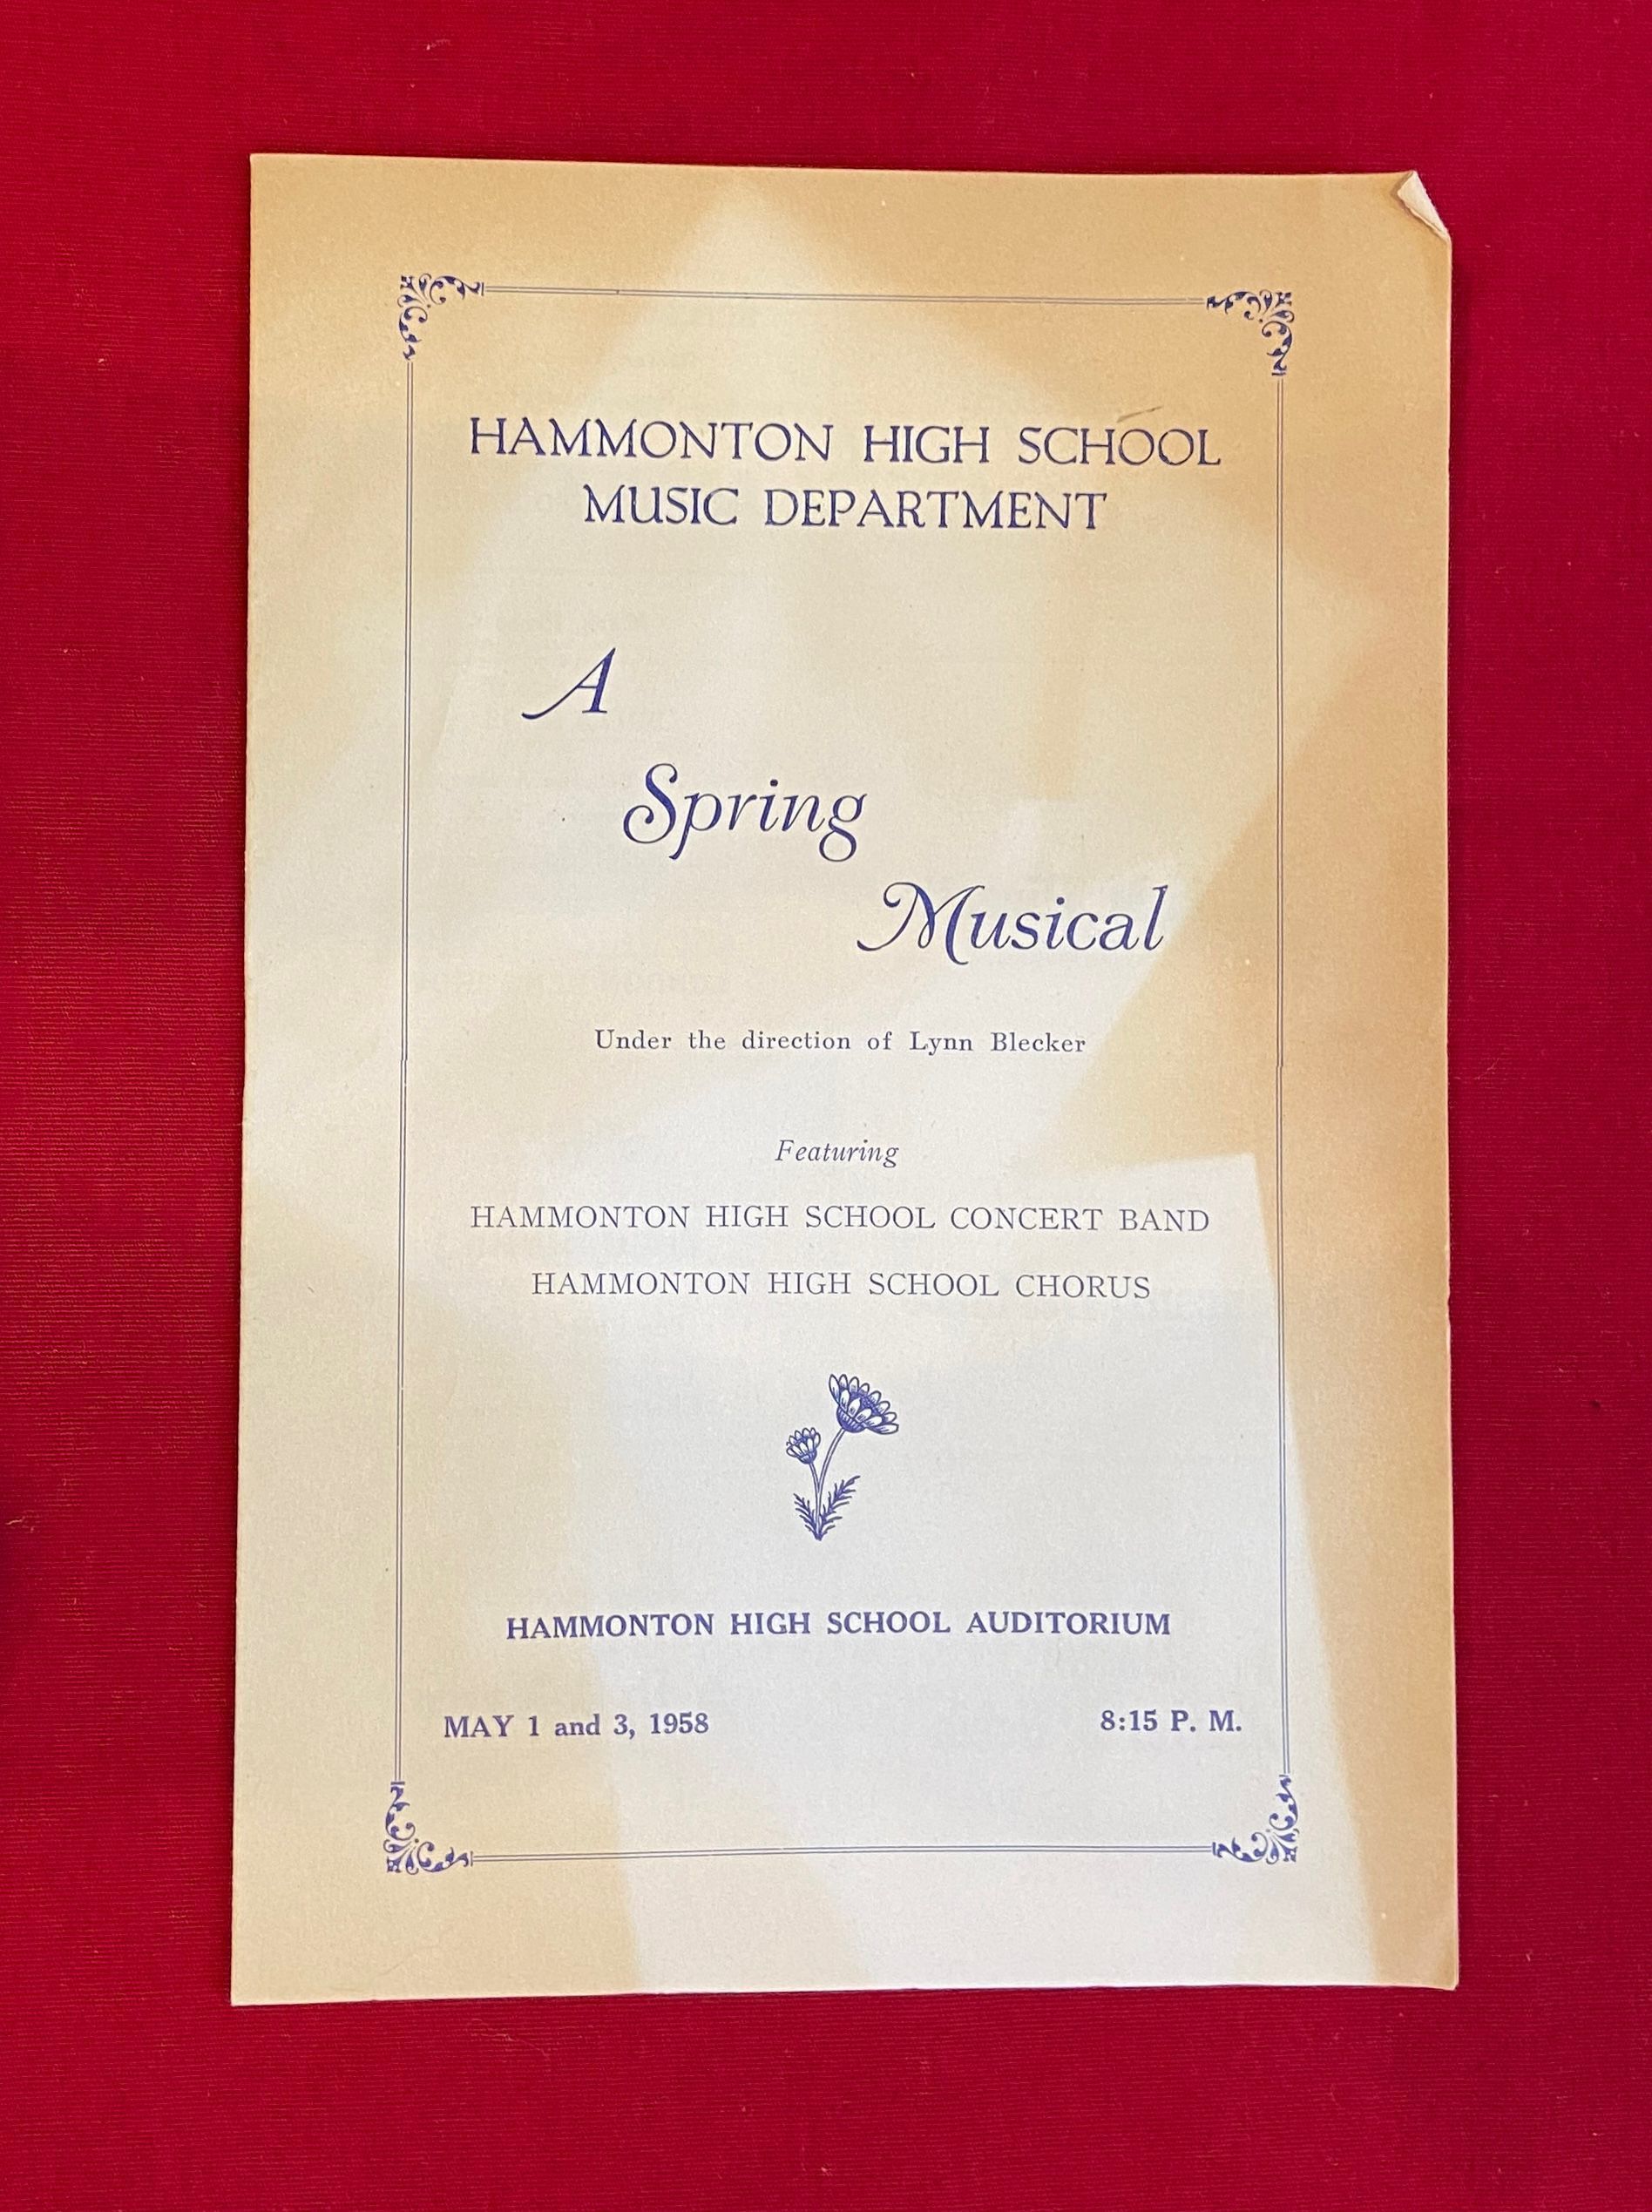 HAMMONTON HIGH SCHOOL
MUSIC DEPARTMENT
A
Spring
Musical
Under the direction of Lynn Blecker
Featuring
HAMMONTON HIGH SCHOOL CONCERT BAND
HAMMONTON HIGH SCHOOL CHORUS
HAMMONTON HIGH SCHOOL AUDITORIUM
MAY 1 and 3, 1958 8:15 P. M.